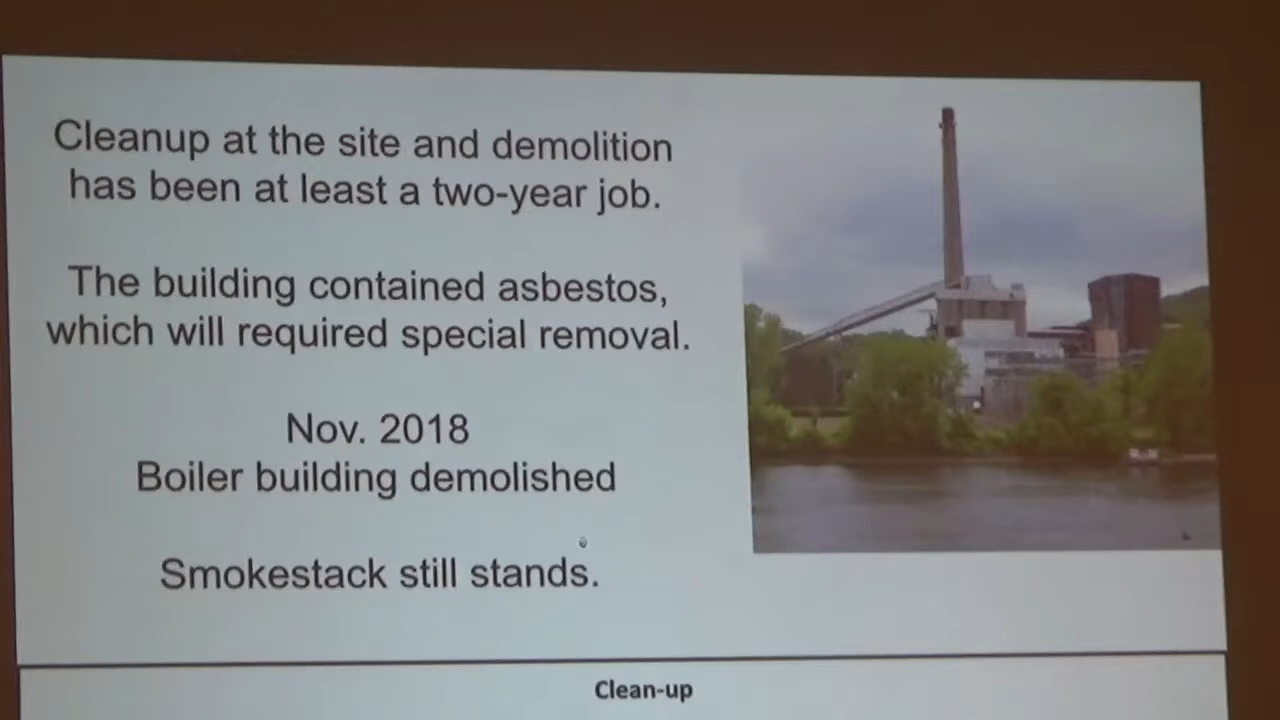 Cleanup at the site and demolition
has been at least a two-year job.
The building contained asbestos,
which will required special removal.
Nov. 2018
Boiler building demolished
Smokestack still stands.
Clean-up